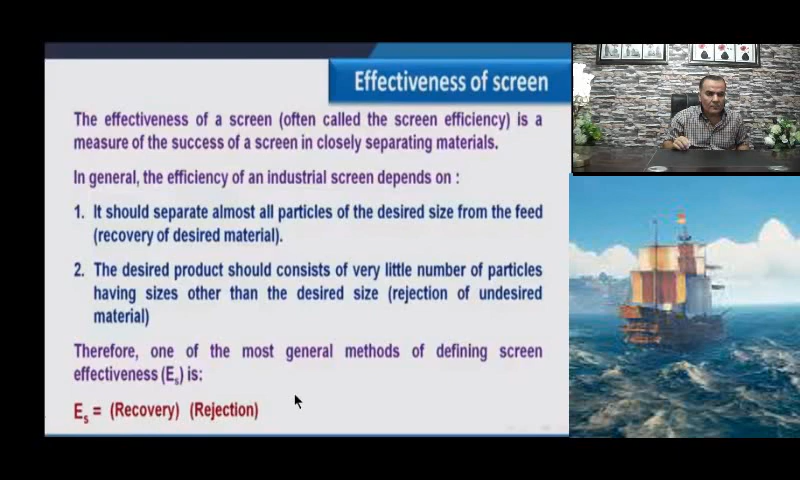 Effectiveness of screen
The effectiveness of a screen (often called the screen efficiency) is a
measure of the success of a screen in closely separating materials.
In general, the efficiency of an industrial screen depends on :
1. It should separate almost all particles of the desired size from the feed
(recovery of desired material).
2. The desired product should consists of very little number of particles
having sizes other than the desired size (rejection of undesired
material)
Therefore, one of the most general methods of defining screen
effectiveness (Es) is:
Es = (Recovery) (Rejection)